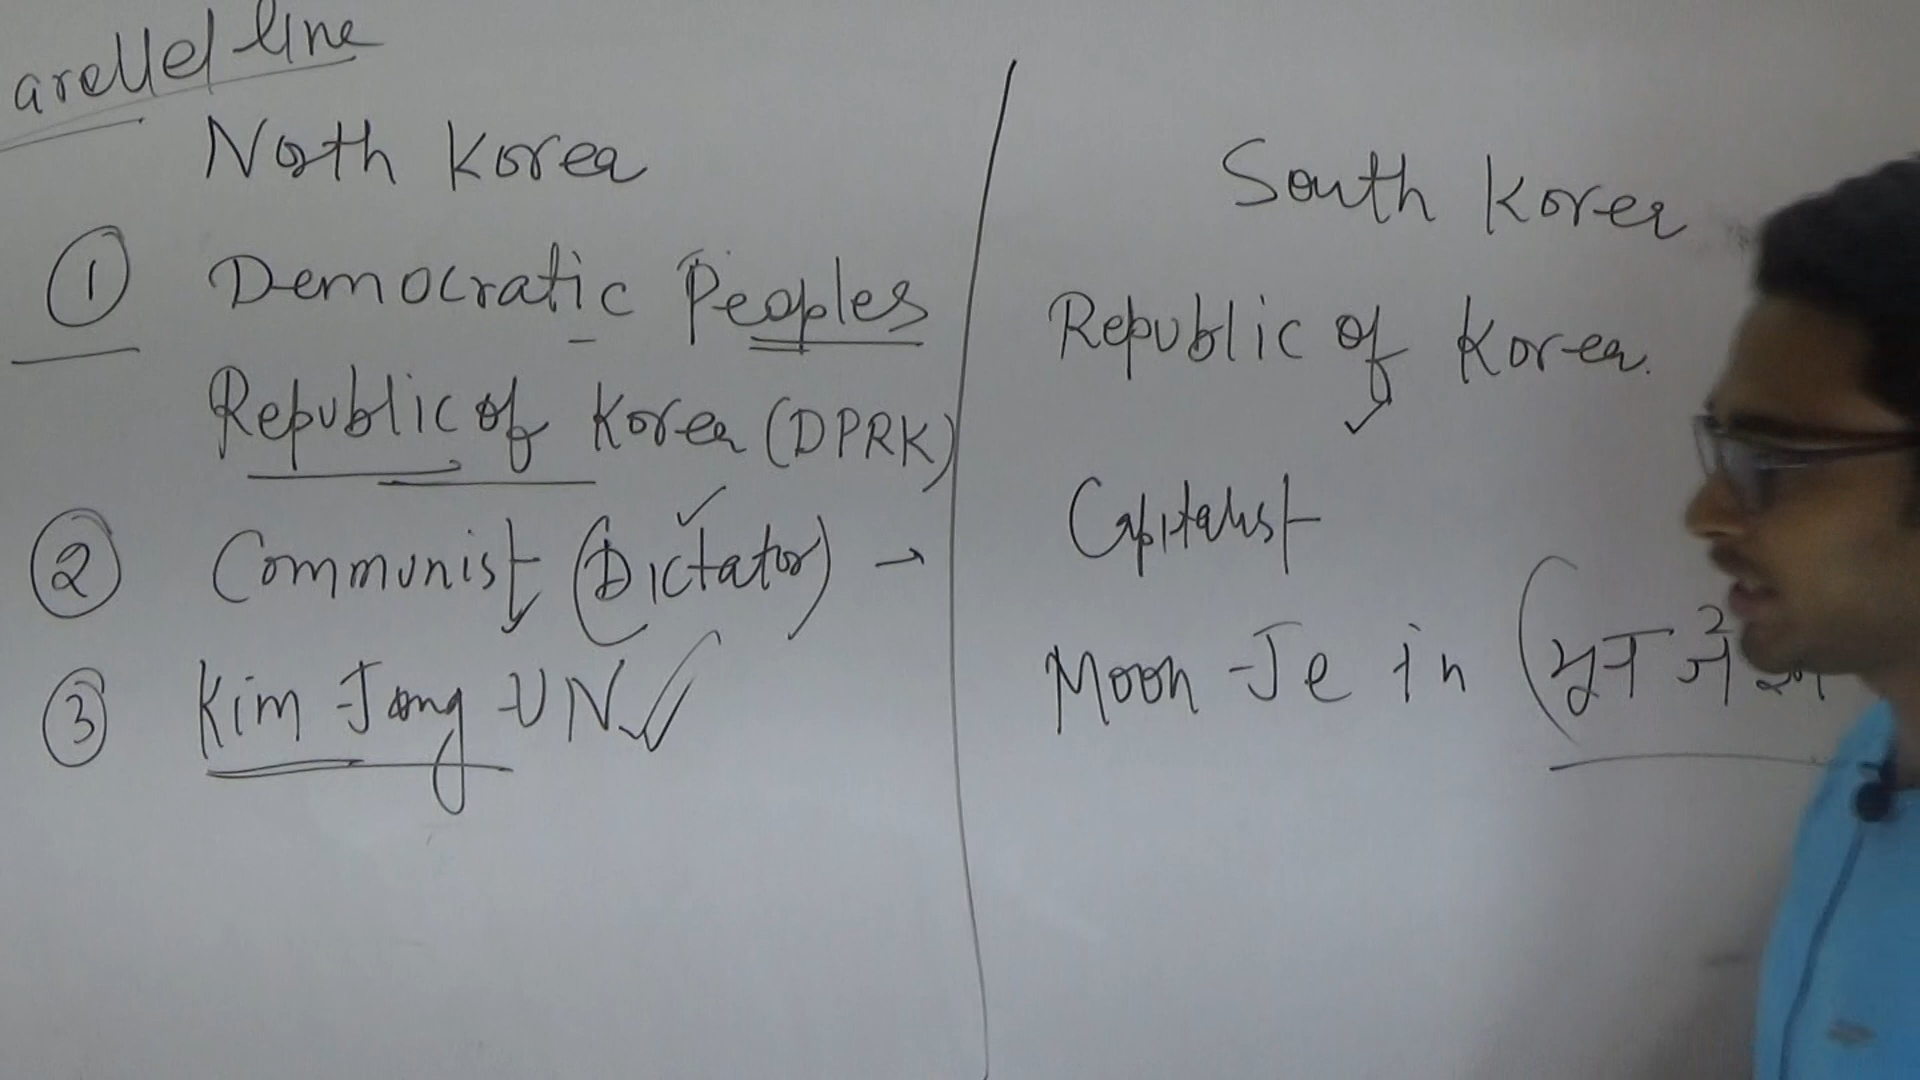 arellel line
North Korea
① Democratic Peoples
Republic of Korea (DPRK)
② Communist (Dictator) →
③ Kim-Jong-UN
South Korea
Republic of Korea.
Capitalist
Moon-Je in (मून जे